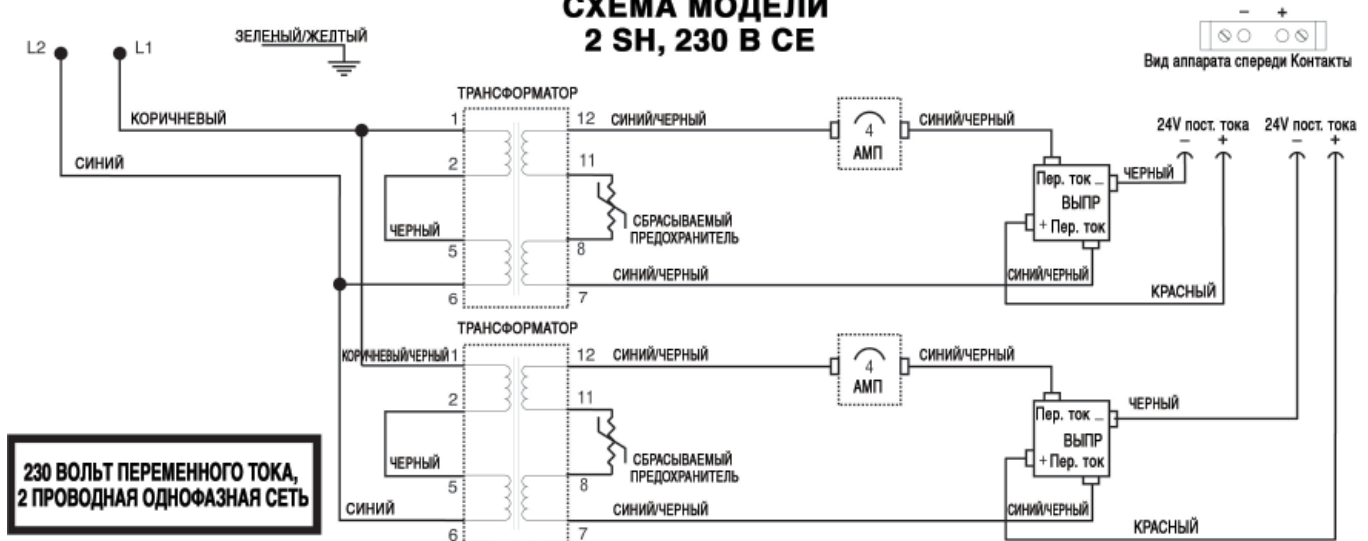 СХЕМА МОДЕЛИ
2 SH, 230 В CE
− +
Вид аппарата спереди Контакты
L2
L1
ЗЕЛЕНЫЙ/ЖЕЛТЫЙ
КОРИЧНЕВЫЙ
СИНИЙ
ТРАНСФОРМАТОР
1
2
5
6
12
11
8
7
ЧЕРНЫЙ
СИНИЙ/ЧЕРНЫЙ
4
АМП
СИНИЙ/ЧЕРНЫЙ
СБРАСЫВАЕМЫЙ
ПРЕДОХРАНИТЕЛЬ
СИНИЙ/ЧЕРНЫЙ
Пер. ток −
ВЫПР
+ Пер. ток
СИНИЙ/ЧЕРНЫЙ
ЧЕРНЫЙ
КРАСНЫЙ
24V пост. тока
− +
24V пост. тока
− +
ТРАНСФОРМАТОР
КОРИЧНЕВЫЙ/ЧЕРНЫЙ
1
2
5
6
12
11
8
7
ЧЕРНЫЙ
СИНИЙ
СИНИЙ/ЧЕРНЫЙ
4
АМП
СИНИЙ/ЧЕРНЫЙ
СБРАСЫВАЕМЫЙ
ПРЕДОХРАНИТЕЛЬ
СИНИЙ/ЧЕРНЫЙ
Пер. ток −
ВЫПР
+ Пер. ток
СИНИЙ/ЧЕРНЫЙ
ЧЕРНЫЙ
КРАСНЫЙ
230 ВОЛЬТ ПЕРЕМЕННОГО ТОКА,
2 ПРОВОДНАЯ ОДНОФАЗНАЯ СЕТЬ